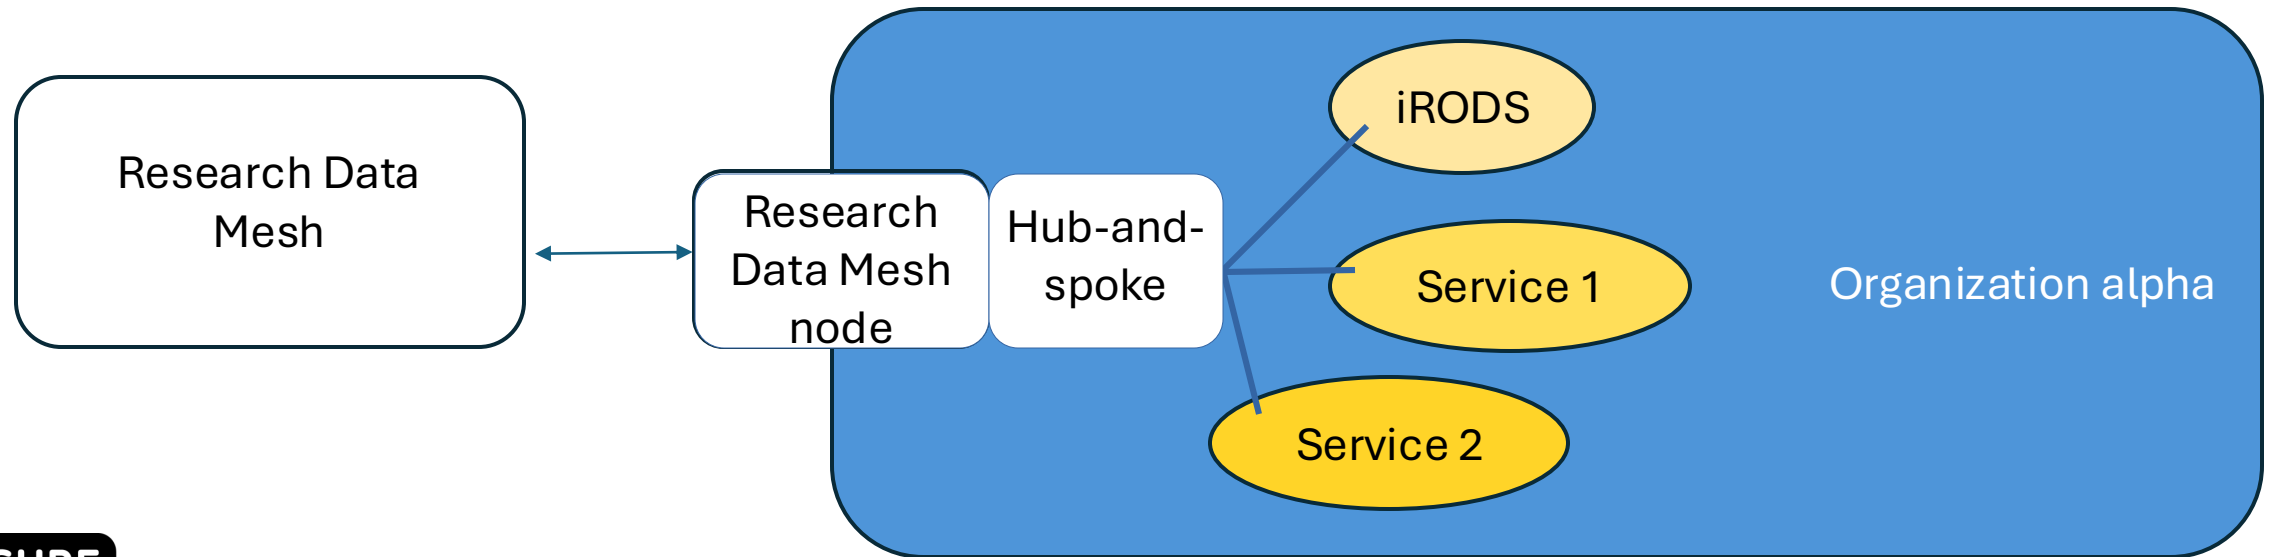 Research Data
Mesh
Research
Data Mesh
node
Hub-and-
spoke
iRODS
Service 1
Service 2
Organization alpha